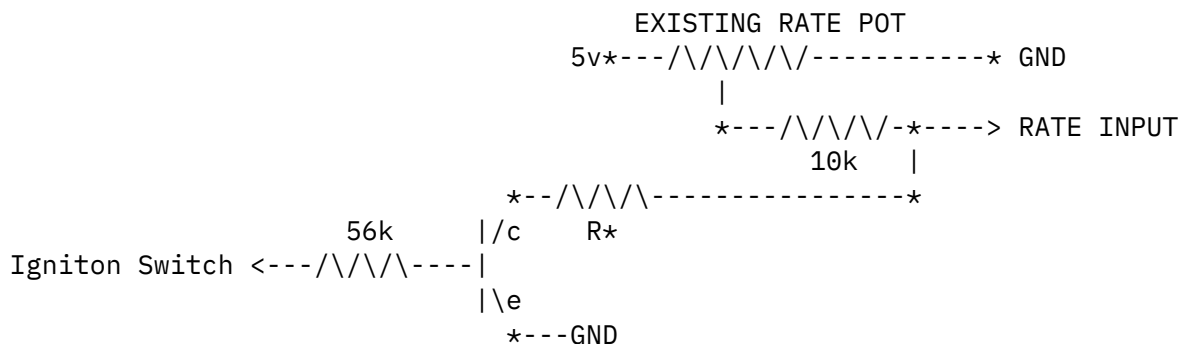 EXISTING RATE POT
5v*---/\/\/\/\/\/-----------* GND
|
*---/\/\/\/\/-*----> RATE INPUT
10k |
*--/\/\/\/\----------------*
56k |/c R*
Igniton Switch <---/\/\/\/\----|
|\e
*---GND